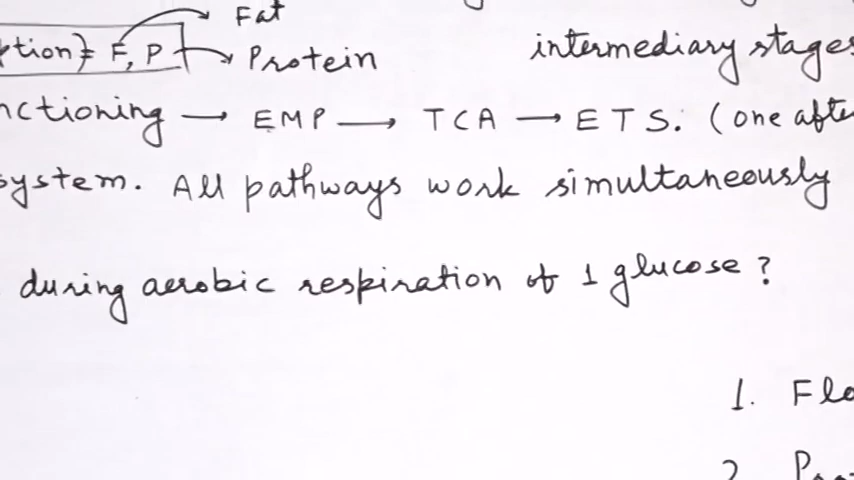 Fat
F, P Protein
intermediary stages
EMP → TCA → ETS. (one
system. All pathways work simultaneously
during aerobic respiration of 1 glucose?
1.
2.